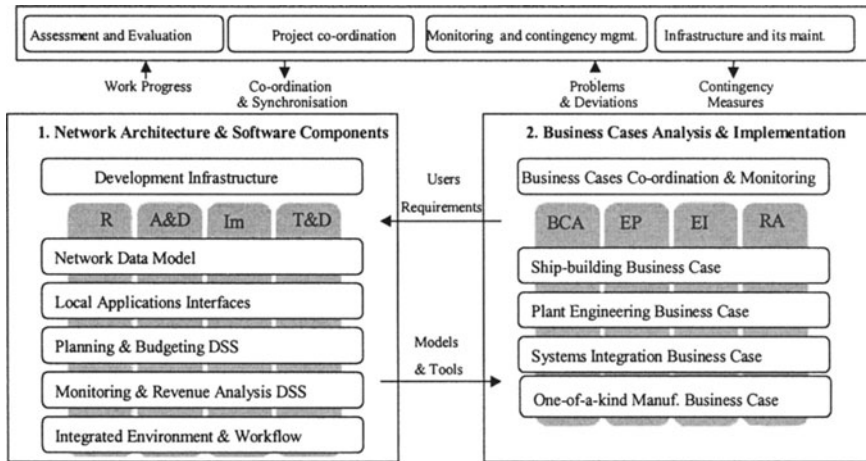 Assessment and Evaluation
Project co-ordination
Monitoring and contingency mgmt.
Infrastructure and its maint.
Work Progress
Co-ordination
& Synchronisation
Problems
& Deviations
Contingency
Measures
1. Network Architecture & Software Components
Development Infrastructure
R A&D Im T&D
Network Data Model
Local Applications Interfaces
Planning & Budgeting DSS
Monitoring & Revenue Analysis DSS
Integrated Environment & Workflow
Users
Requirements
Models
& Tools
2. Business Cases Analysis & Implementation
Business Cases Co-ordination & Monitoring
BCA EP EI RA
Ship-building Business Case
Plant Engineering Business Case
Systems Integration Business Case
One-of-a-kind Manuf. Business Case